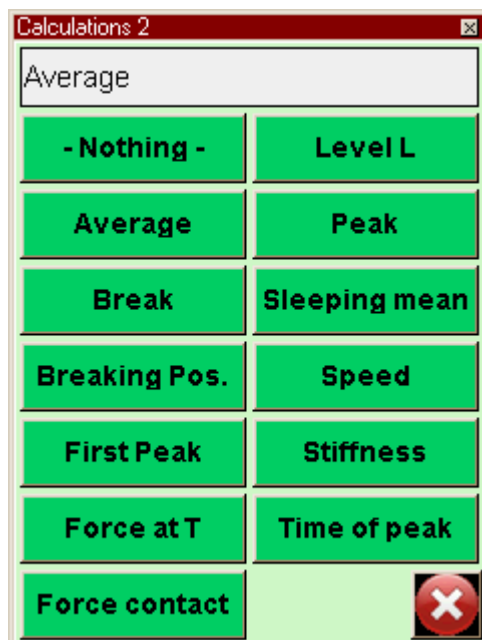 Calculations 2
Average
- Nothing -
Level L
Average
Peak
Break
Sleeping mean
Breaking Pos.
Speed
First Peak
Stiffness
Force at T
Time of peak
Force contact